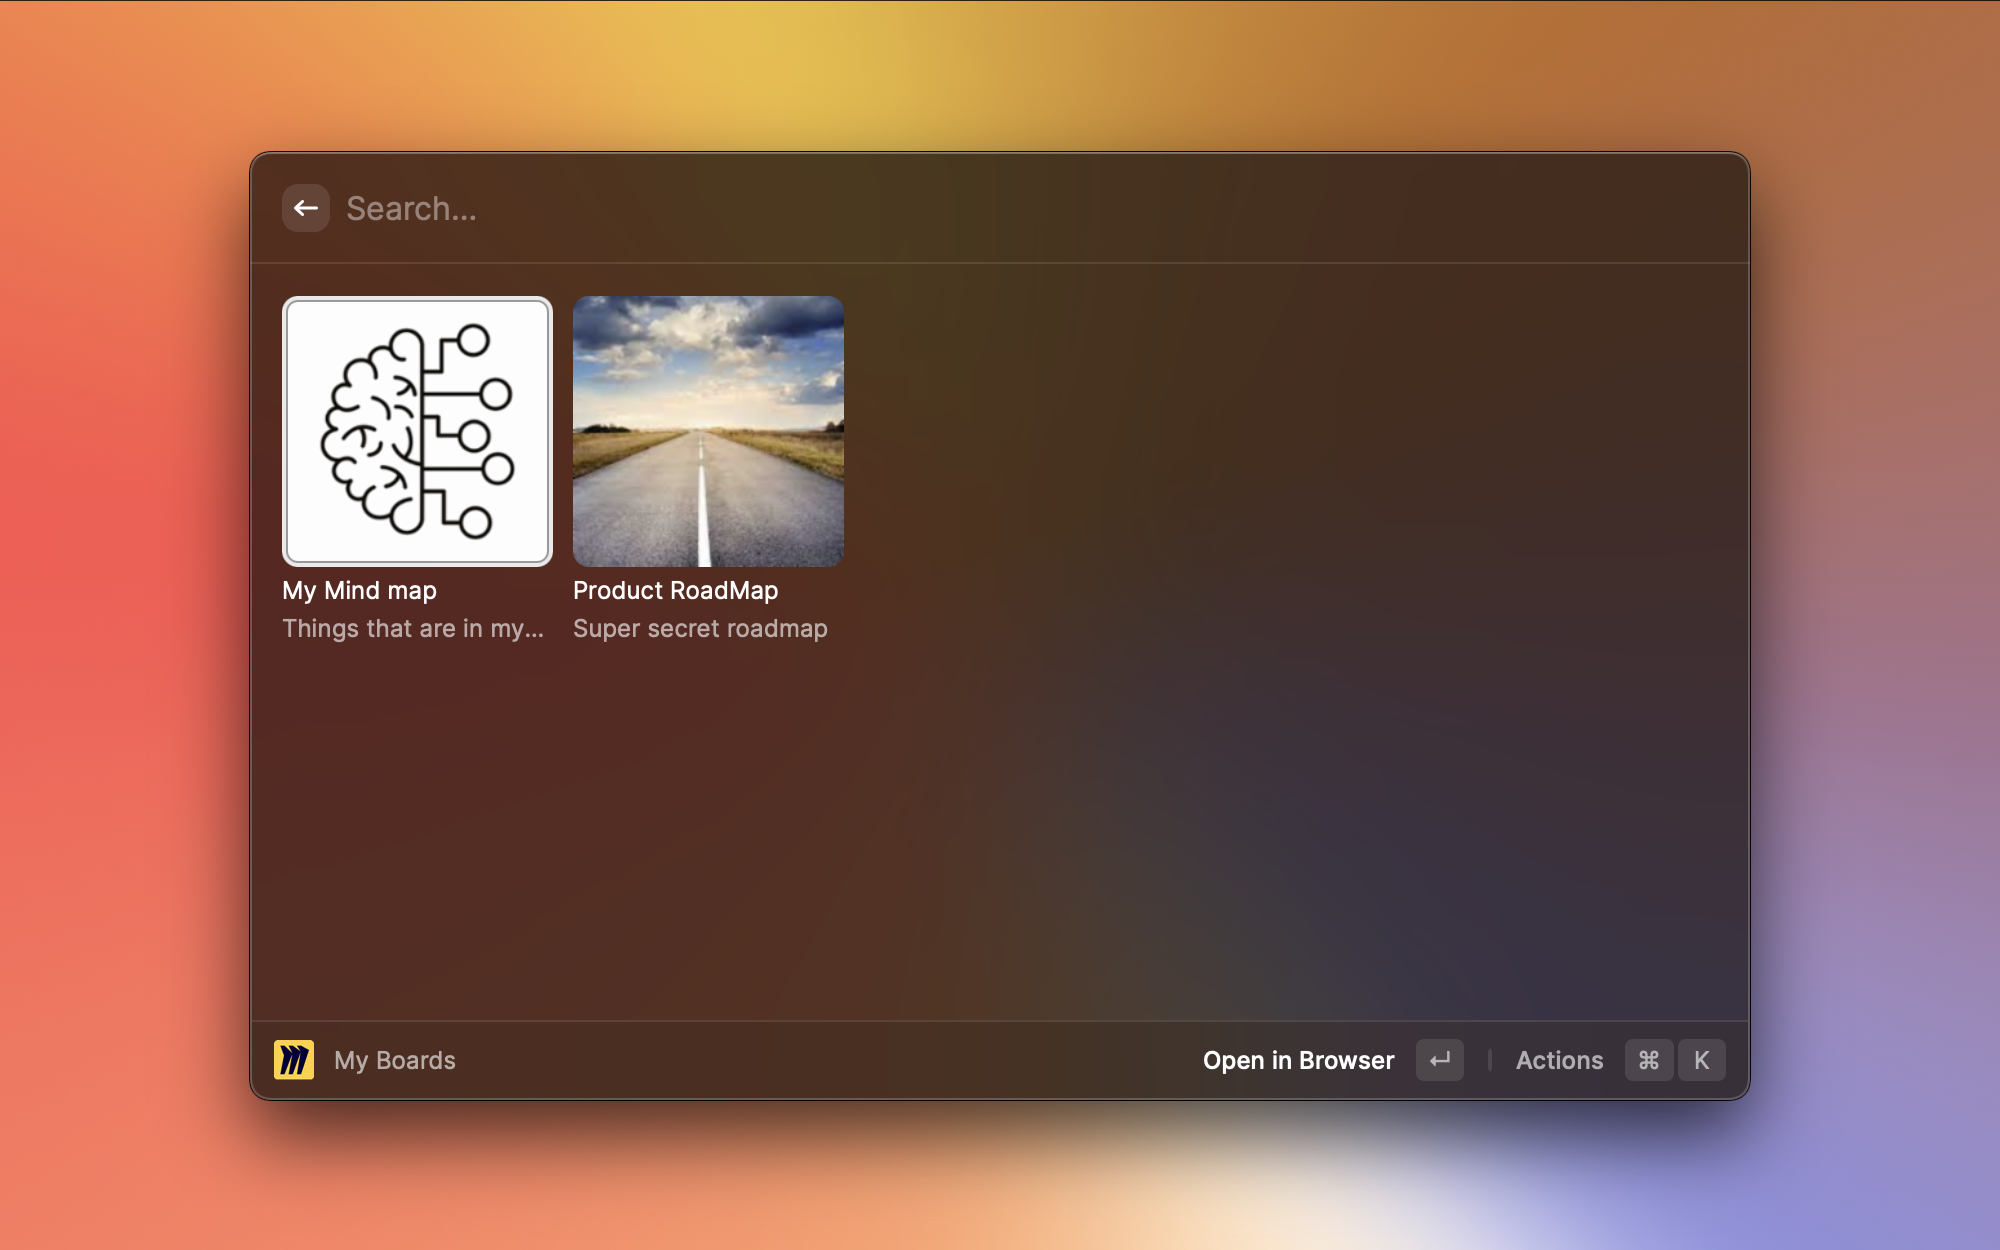 Search...
My Mind map
Things that are in my...
Product RoadMap
Super secret roadmap
My Boards
Open in Browser
Actions ⌘ K